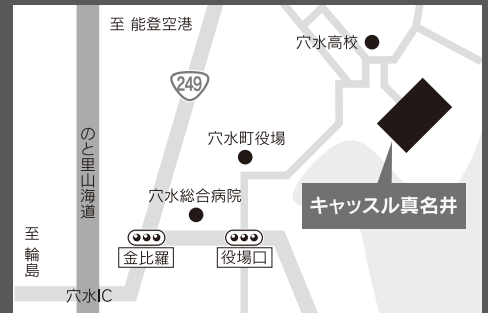 至 能登空港
穴水高校
249
のと里山海道
穴水町役場
穴水総合病院
キャッスル真名井
金比羅
役場口
至 輪島
穴水IC